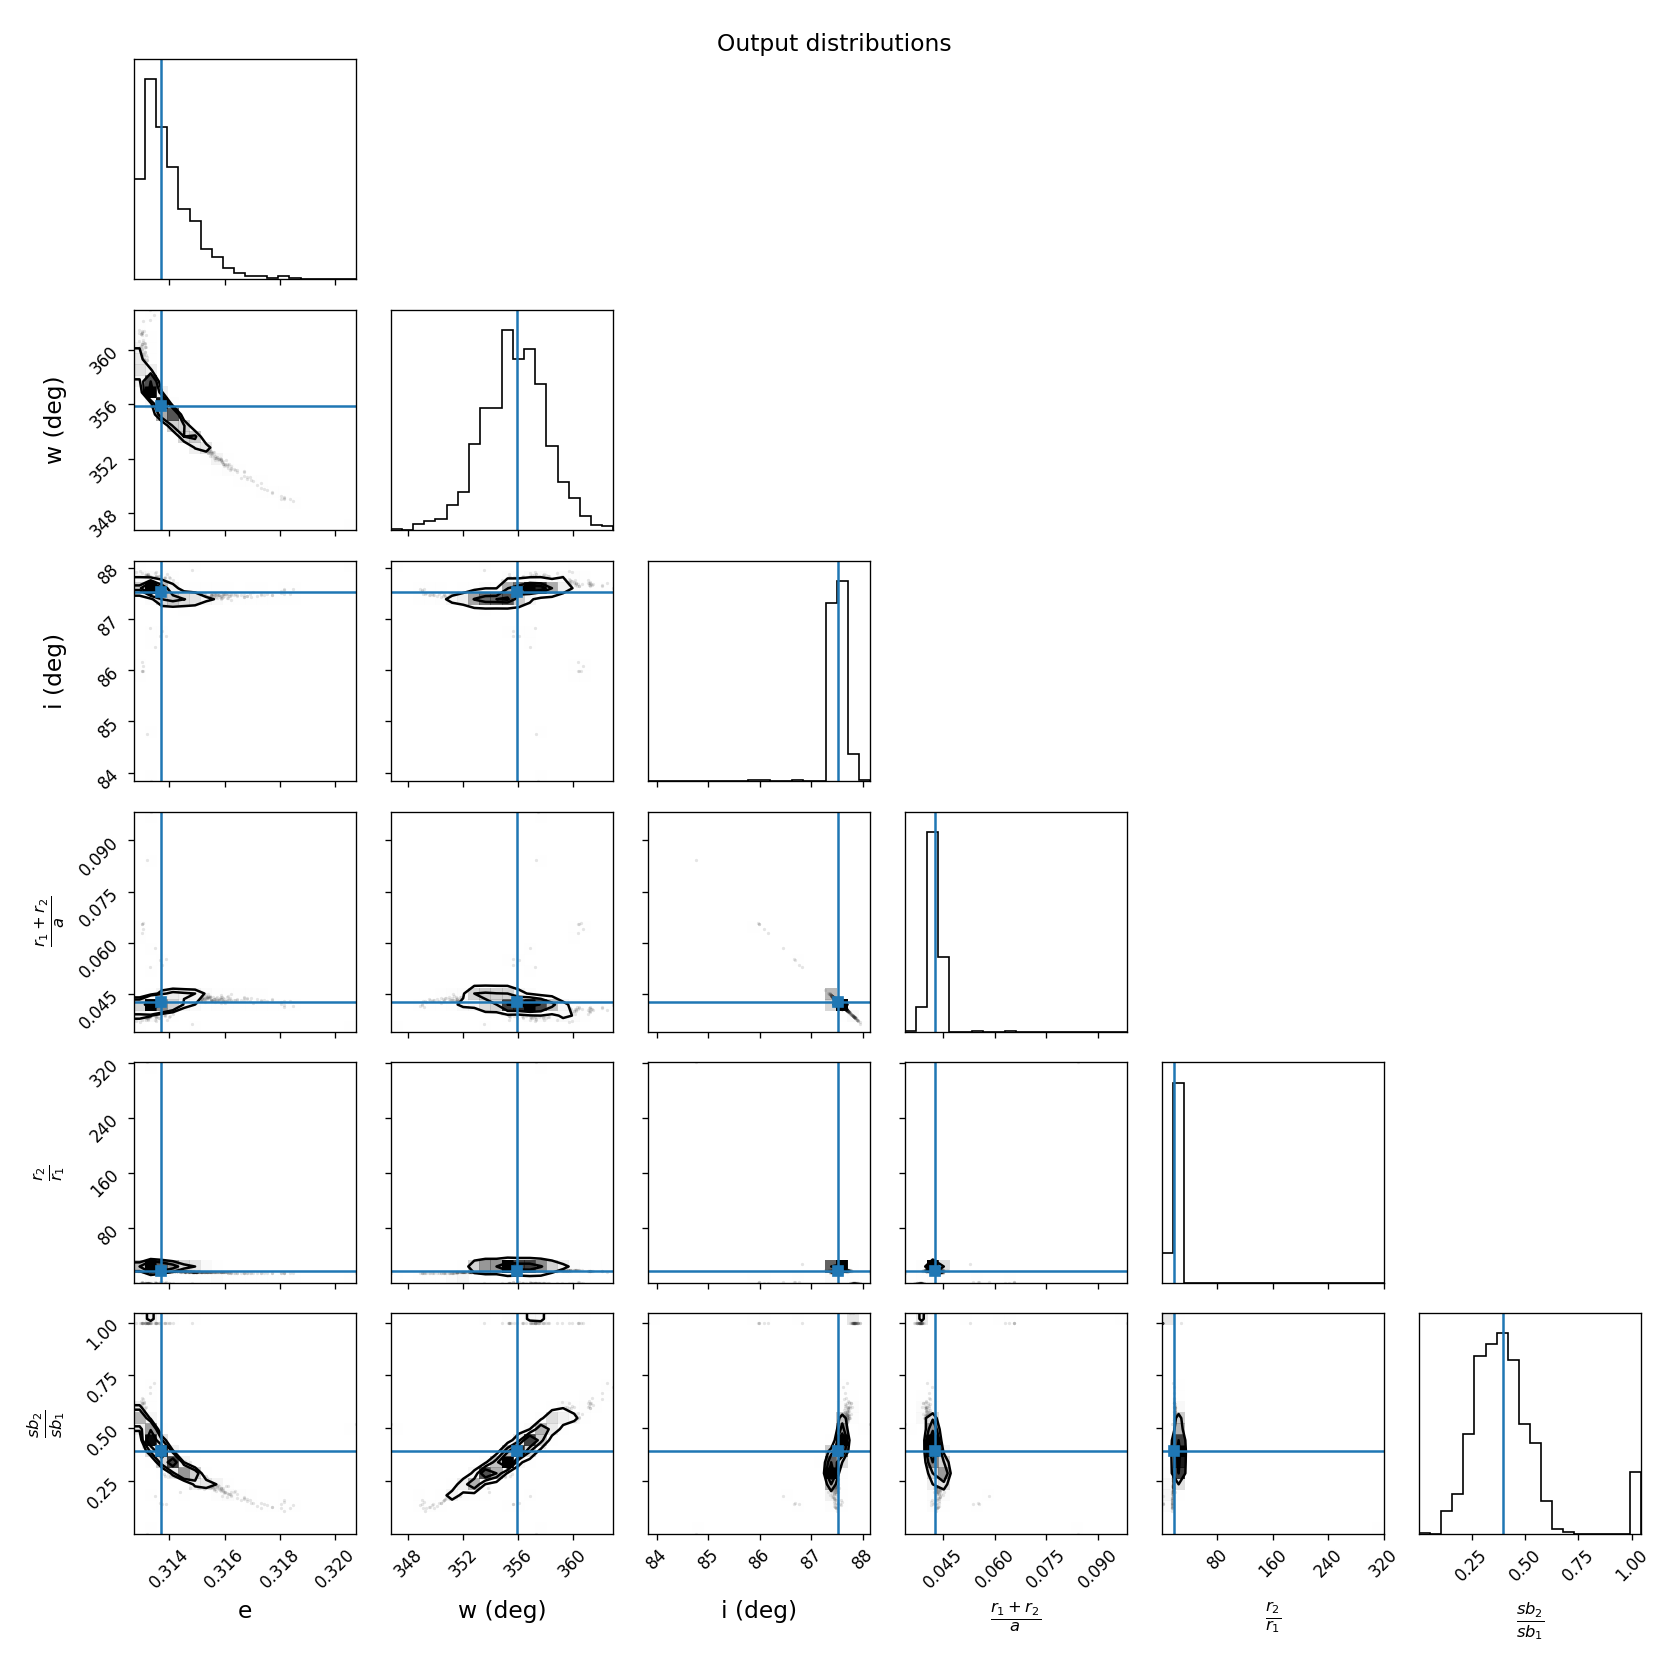 Output distributions
w (deg)
360
356
352
348
i (deg)
88
87
86
85
84
r₁ + r₂
a
0.090
0.075
0.060
0.045
r₂
r₁
320
240
160
80
sb₂
sb₁
1.00
0.75
0.50
0.25
0.314 0.316 0.318 0.320 348 352 356 360 84 85 86 87 88 0.045 0.060 0.075 0.090 80 160 240 320 0.25 0.50 0.75 1.00
e w (deg) i (deg)
r₁ + r₂
a
r₂
r₁
sb₂
sb₁